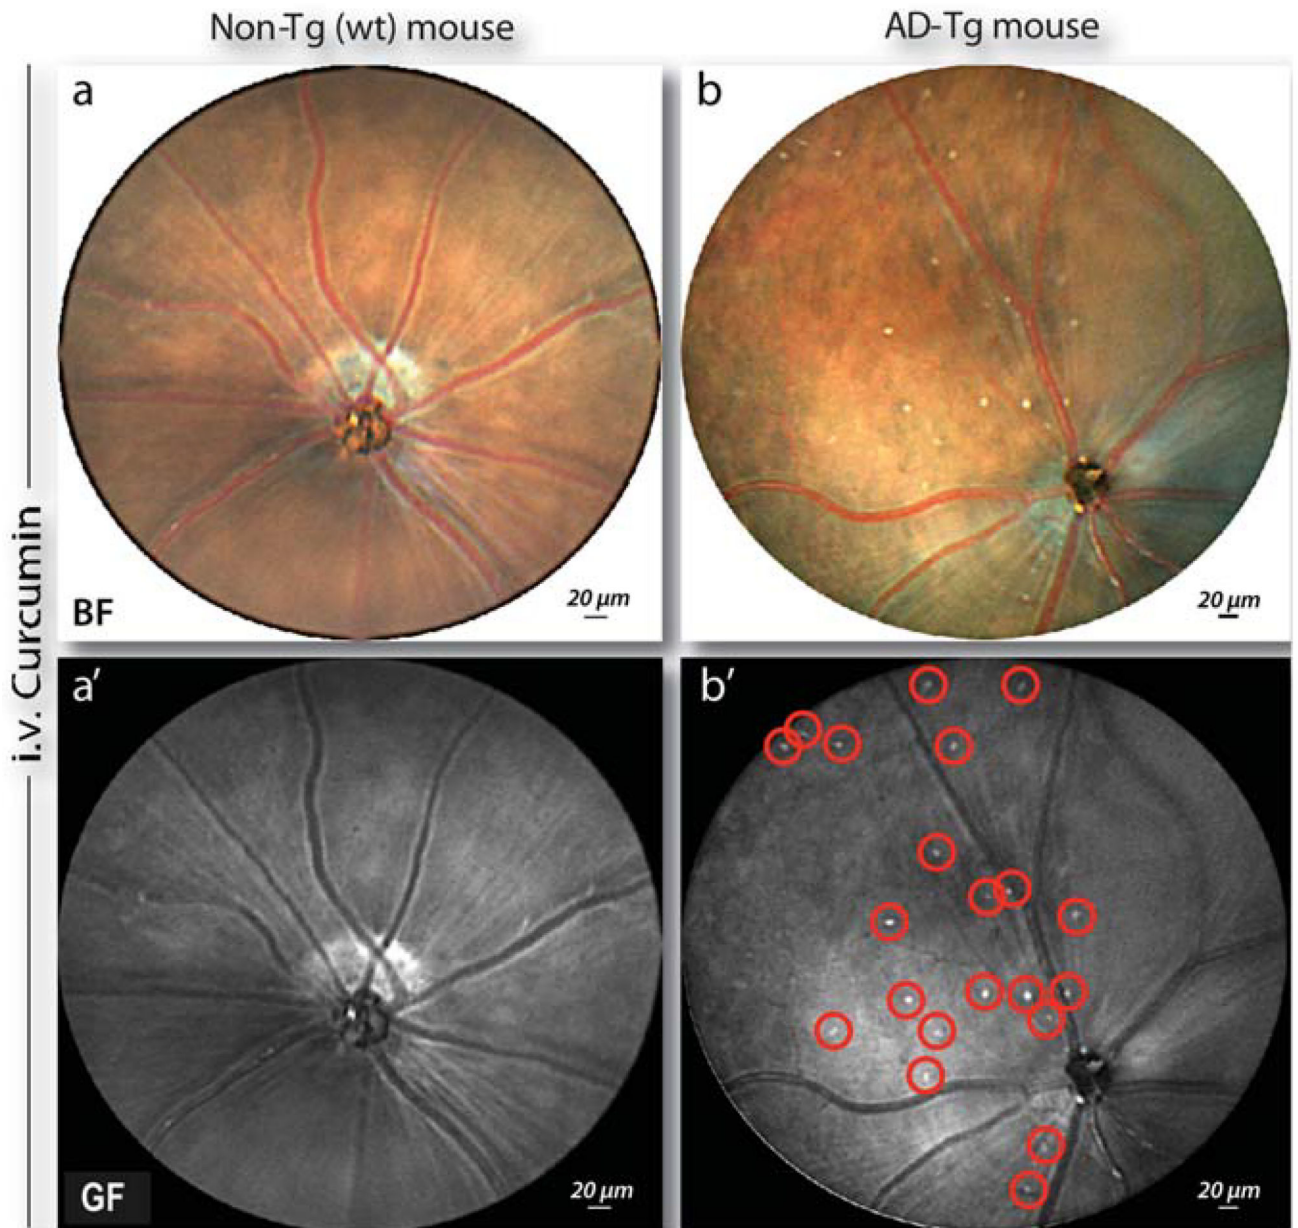 Non-Tg (wt) mouse
AD-Tg mouse
i.v. Curcumin
a
b
BF
20 µm
20 µm
a′
b′
GF
20 µm
20 µm